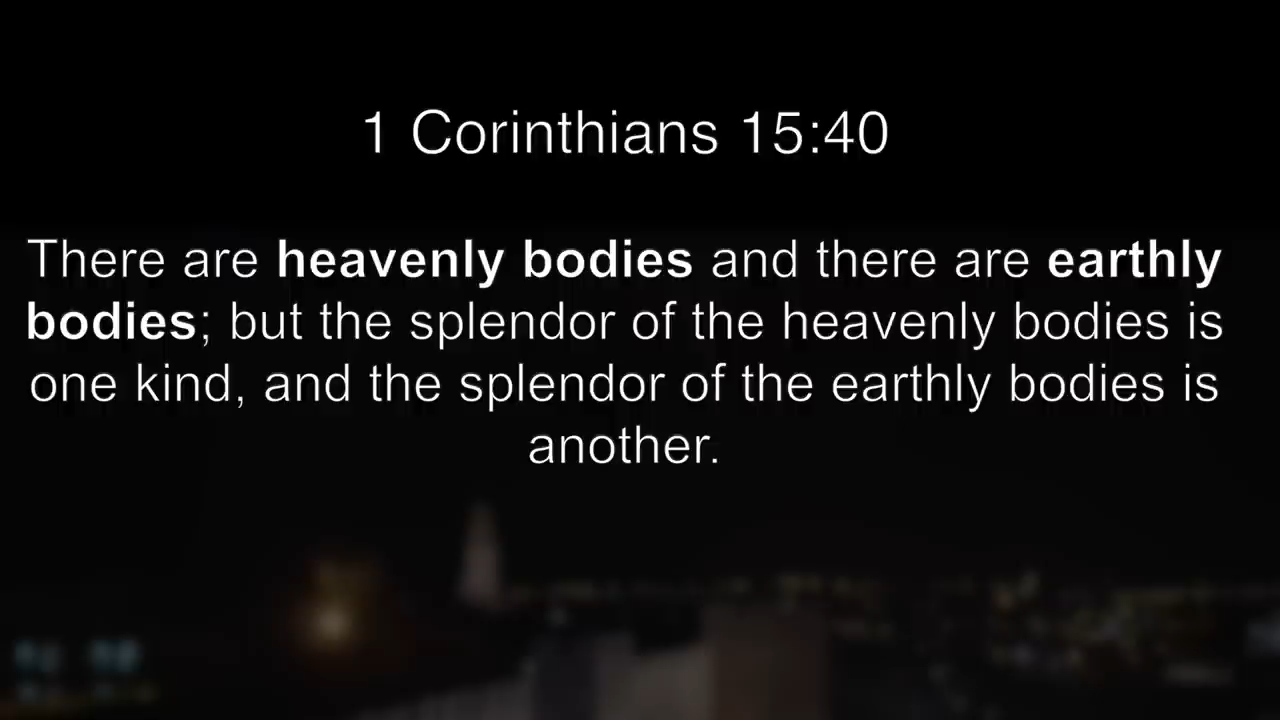 1 Corinthians 15:40
There are heavenly bodies and there are earthly
bodies; but the splendor of the heavenly bodies is
one kind, and the splendor of the earthly bodies is
another.